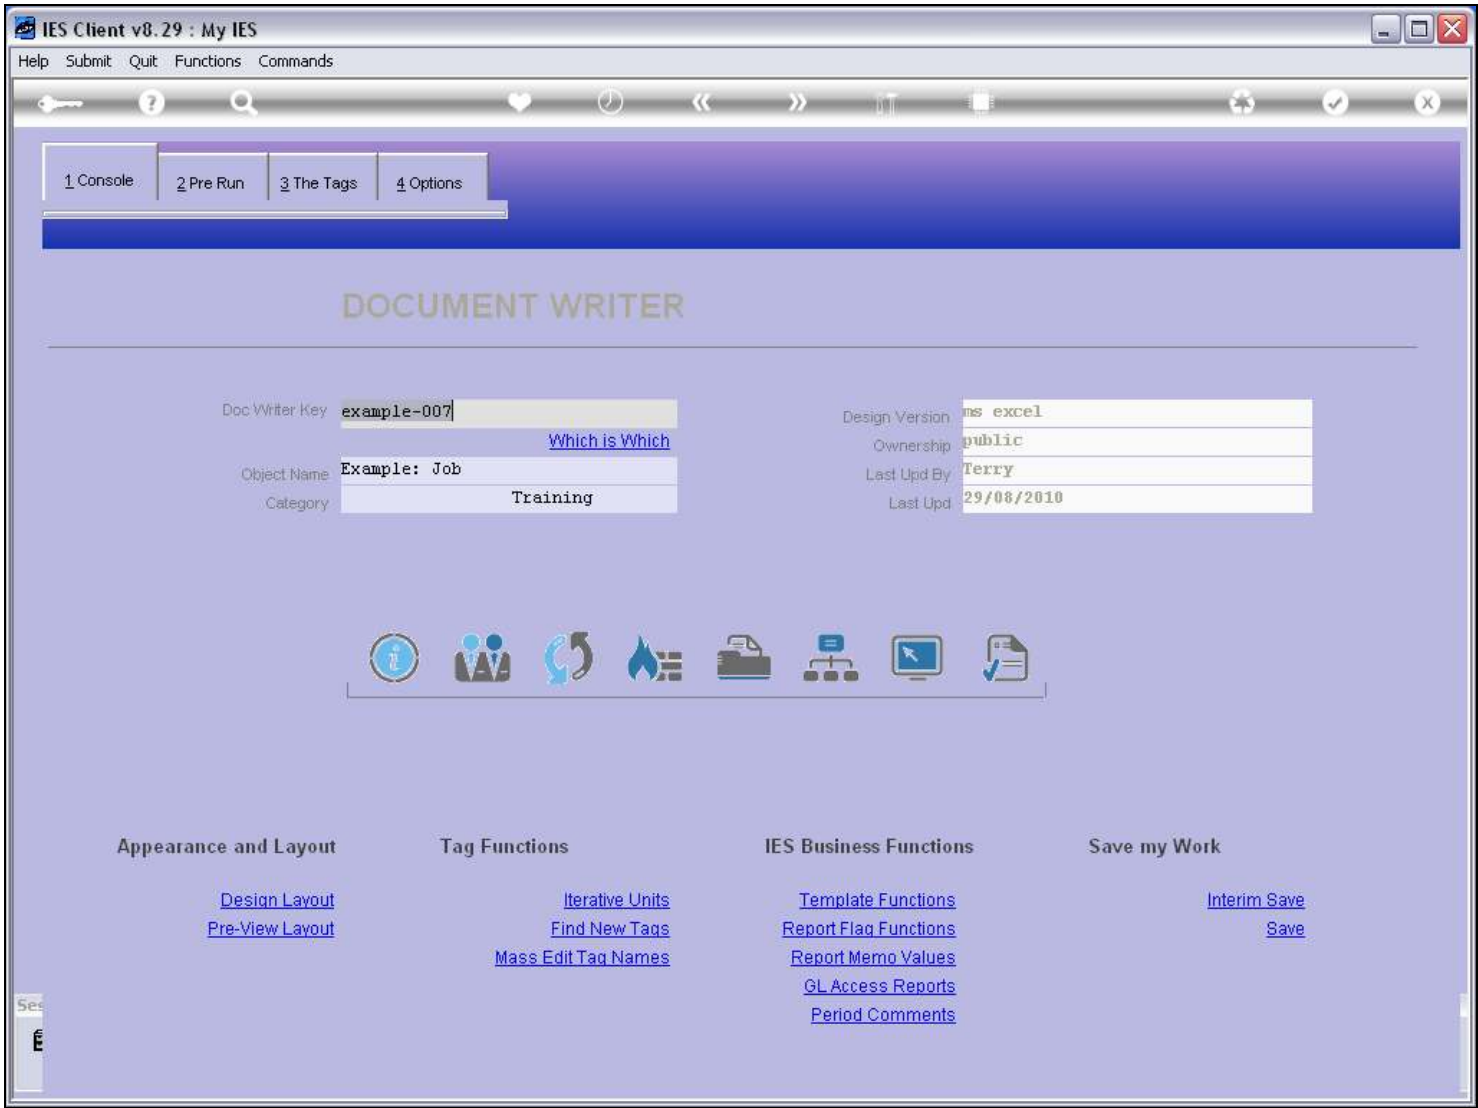 IES Client v8.29 : My IES
Help Submit Quit Functions Commands
1 Console 2 Pre Run 3 The Tags 4 Options
DOCUMENT WRITER
Doc Writer Key example-007
Which is Which
Object Name Example: Job
Category Training
Design Version ms excel
Ownership public
Last Upd By Terry
Last Upd 29/08/2010
Appearance and Layout
Design Layout
Pre-View Layout
Tag Functions
Iterative Units
Find New Tags
Mass Edit Tag Names
IES Business Functions
Template Functions
Report Flag Functions
Report Memo Values
GL Access Reports
Period Comments
Save my Work
Interim Save
Save
Ses